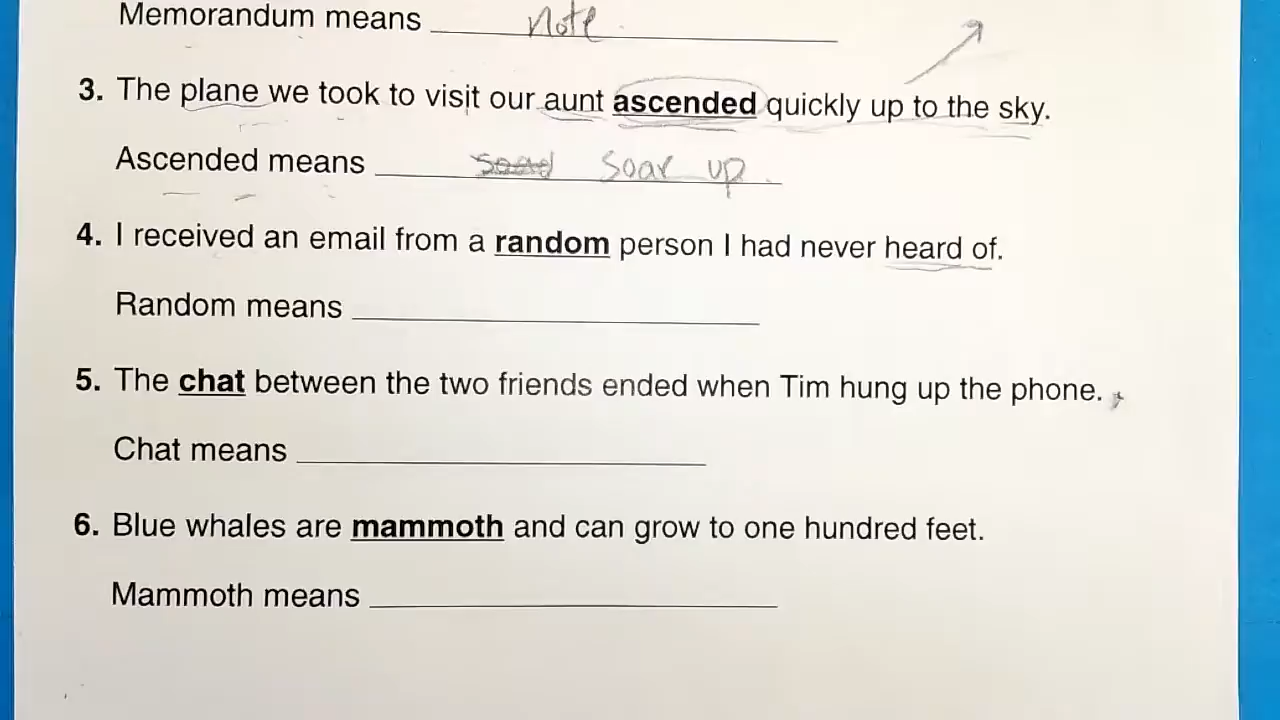 Memorandum means note.
3. The plane we took to visit our aunt ascended quickly up to the sky.
Ascended means soar up.
4. I received an email from a random person I had never heard of.
Random means
5. The chat between the two friends ended when Tim hung up the phone.
Chat means
6. Blue whales are mammoth and can grow to one hundred feet.
Mammoth means